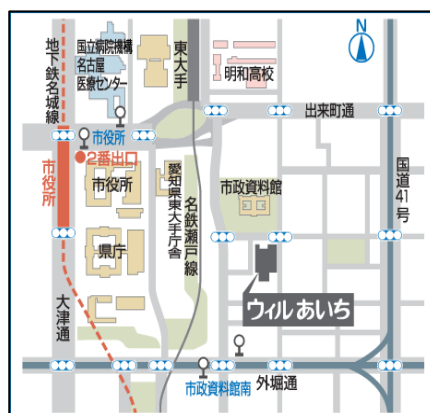 N
地下鉄名城線
国立病院機構
名古屋
医療センター
東大手
明和高校
出来町通
市役所
2番出口
市役所
市役所
愛知県東大手庁舎
名鉄瀬戸線
市政資料館
国道41号
県庁
ウィルあいち
大津通
市政資料館南
外堀通